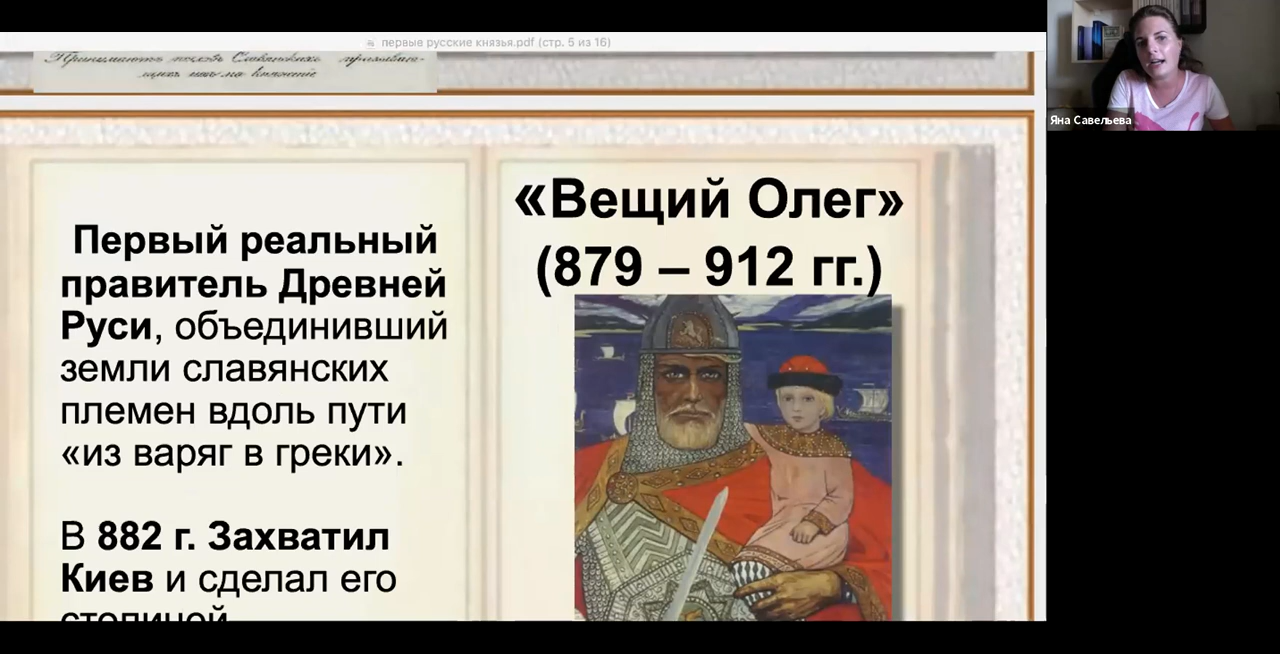 первые русские князья.pdf (стр. 5 из 16)
Яна Савельева
«Вещий Олег»
(879 – 912 гг.)
Первый реальный
правитель Древней
Руси, объединивший
земли славянских
племен вдоль пути
«из варяг в греки».
В 882 г. Захватил
Киев и сделал его
столицей